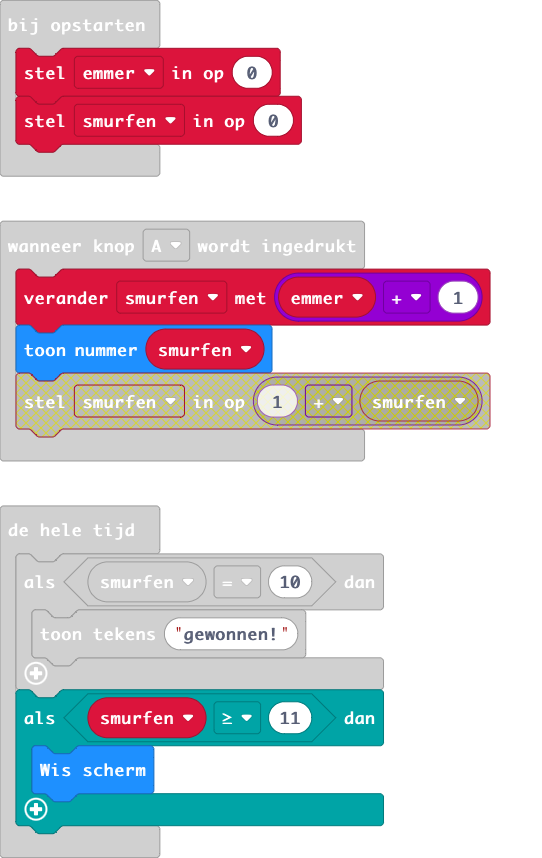 bij opstarten
stel emmer in op 0
stel smurfen in op 0
wanneer knop A wordt ingedrukt
verander smurfen met emmer + 1
toon nummer smurfen
stel smurfen in op 1 + smurfen
de hele tijd
als smurfen = 10 dan
toon tekens "gewonnen!"
als smurfen ≥ 11 dan
Wis scherm